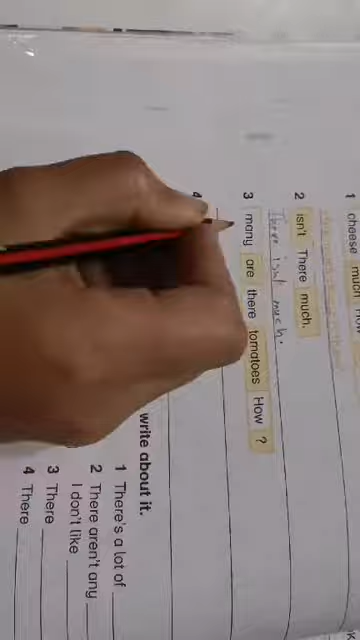 1 cheese much How
2 isn't There much.
There isnt much.
3 many are there tomatoes How ?
4
write about it.
1 There's a lot of
2 There aren't any
I don't like
3 There
4 There